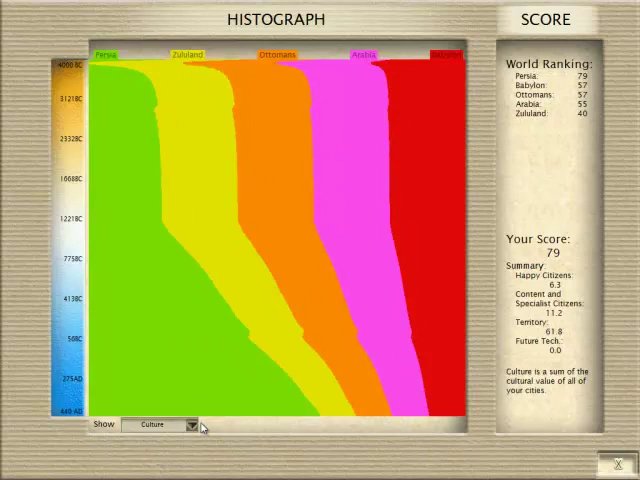 HISTOGRAPH
SCORE
Persia
Zululand
Ottomans
Arabia
4000 BC
3121BC
2332BC
1668BC
1221BC
775BC
413BC
56BC
275AD
440 AD
Show
Culture
World Ranking:
Persia: 79
Babylon: 57
Ottomans: 57
Arabia: 55
Zululand: 40
Your Score:
79
Summary:
Happy Citizens:
6.3
Content and
Specialist Citizens:
11.2
Territory:
61.8
Future Tech.:
0.0
Culture is a sum of the
cultural value of all of
your cities.
X